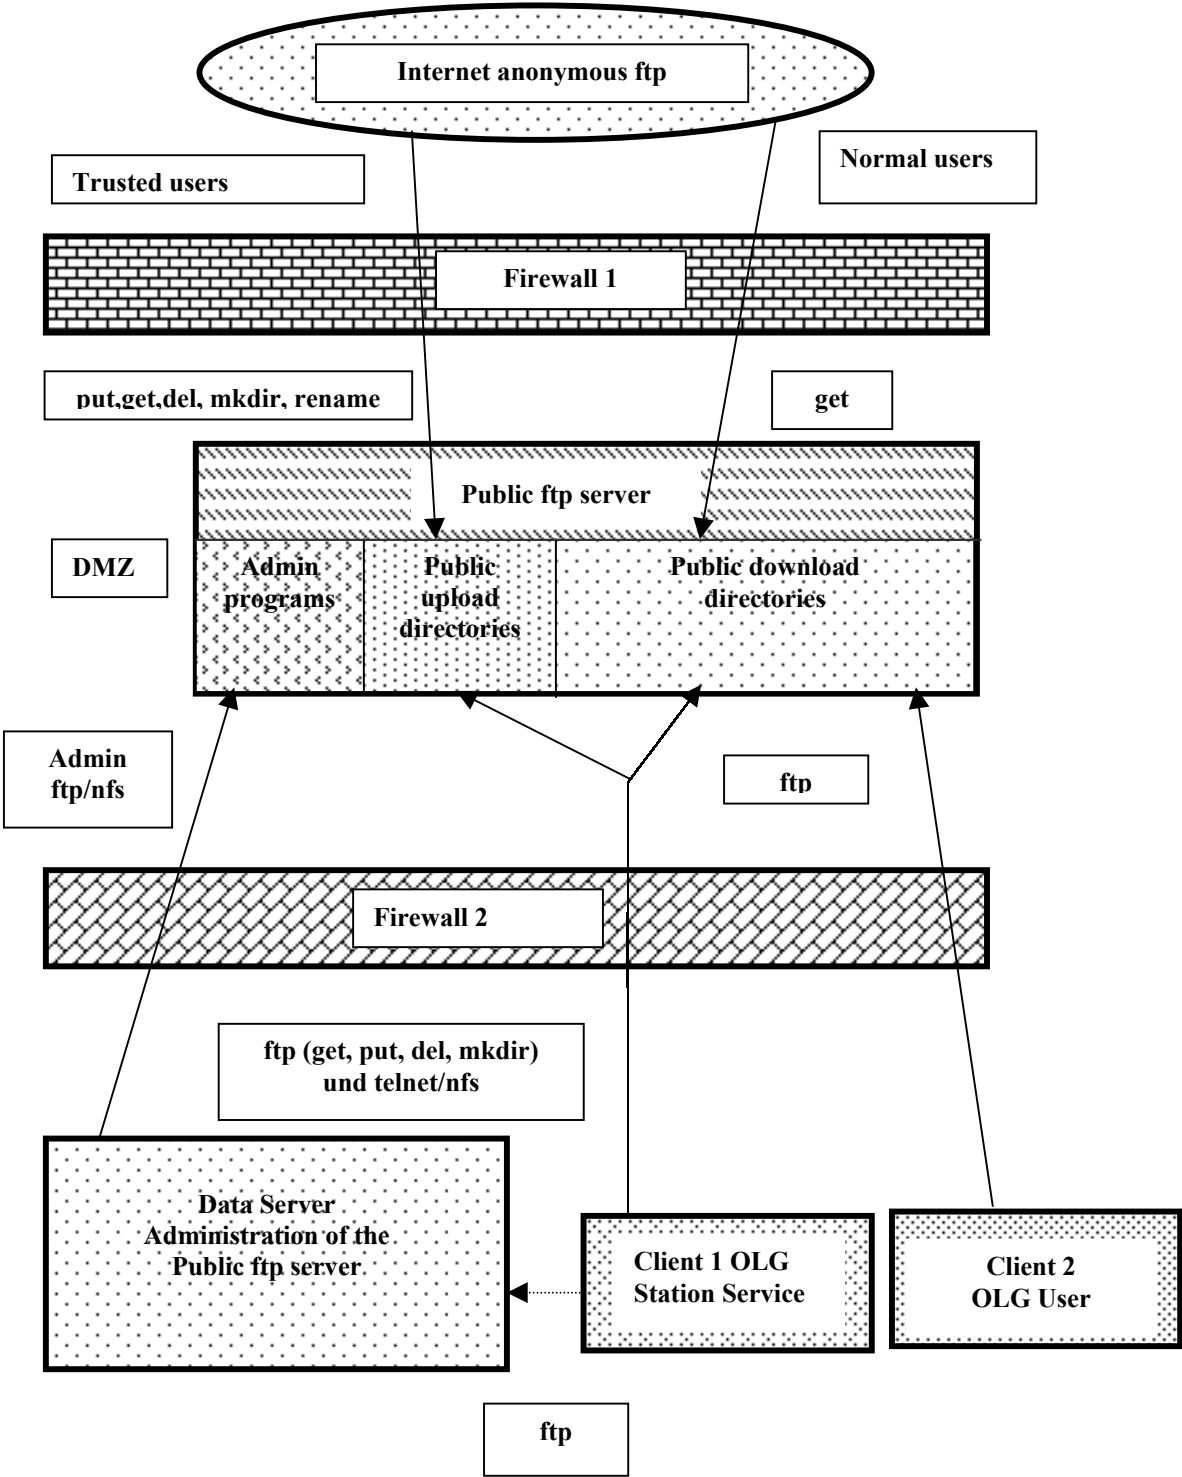 Internet anonymous ftp
Normal users
Trusted users
Firewall 1
put,get,del, mkdir, rename
get
Public ftp server
DMZ
Admin
programs
Public
upload
directories
Public download
directories
Admin
ftp/nfs
ftp
Firewall 2
ftp (get, put, del, mkdir)
und telnet/nfs
Data Server
Administration of the
Public ftp server
Client 1 OLG
Station Service
Client 2
OLG User
ftp